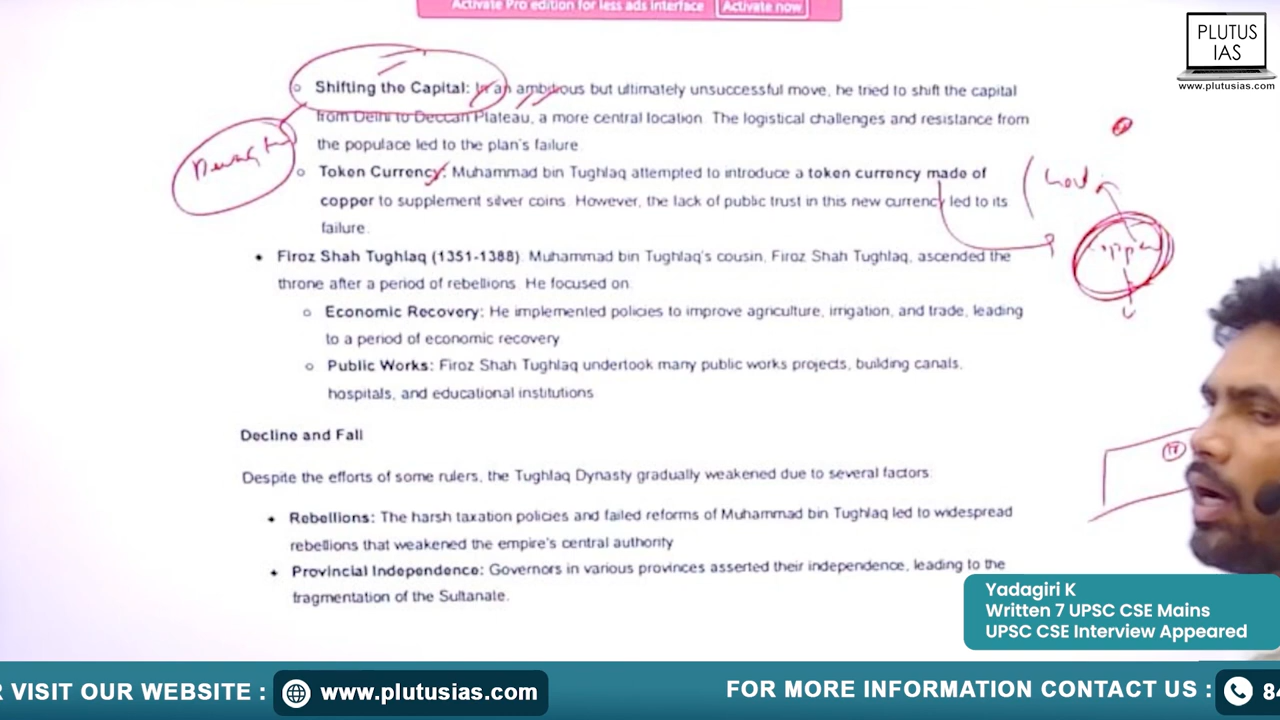 Activate Pro edition for less ads interface Activate now
PLUTUS
IAS
www.plutusias.com
Shifting the Capital: In an ambitious but ultimately unsuccessful move, he tried to shift the capital
from Delhi to Deccan Plateau, a more central location. The logistical challenges and resistance from
the populace led to the plan's failure
Token Currency: Muhammad bin Tughlaq attempted to introduce a token currency made of
copper to supplement silver coins. However, the lack of public trust in this new currency led to its
failure.
Firoz Shah Tughlaq (1351-1388) Muhammad bin Tughlaq's cousin, Firoz Shah Tughlaq, ascended the
throne after a period of rebellions. He focused on
Economic Recovery: He implemented policies to improve agriculture, irrigation, and trade, leading
to a period of economic recovery
Public Works: Firoz Shah Tughlaq undertook many public works projects, building canals,
hospitals, and educational institutions
Decline and Fall
Despite the efforts of some rulers, the Tughlaq Dynasty gradually weakened due to several factors:
Rebellions: The harsh taxation policies and failed reforms of Muhammad bin Tughlaq led to widespread
rebellions that weakened the empire's central authority
Provincial Independence: Governors in various provinces asserted their independence, leading to the
fragmentation of the Sultanate.
Yadagiri K
Written 7 UPSC CSE Mains
UPSC CSE Interview Appeared
R VISIT OUR WEBSITE : www.plutusias.com
FOR MORE INFORMATION CONTACT US : 84